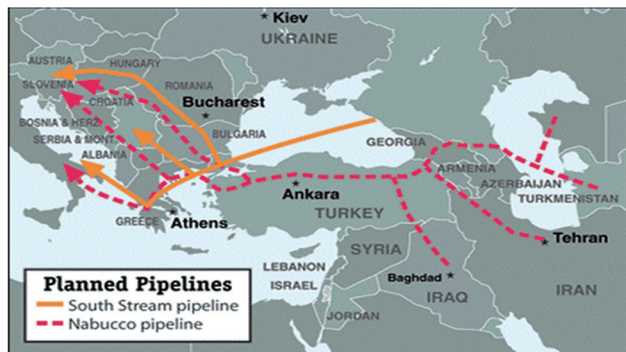 Kiev
UKRAINE
AUSTRIA
HUNGARY
SLOVENIA
ROMANIA
CROATIA
Bucharest
BOSNIA & HERZ.
BULGARIA
SERBIA & MONT.
GEORGIA
ALBANIA
ARMENIA
AZERBAIJAN
Ankara
TURKMENISTAN
TURKEY
GREECE
Athens
Tehran
SYRIA
LEBANON
Baghdad
ISRAEL
IRAQ
IRAN
JORDAN
Planned Pipelines
South Stream pipeline
Nabucco pipeline